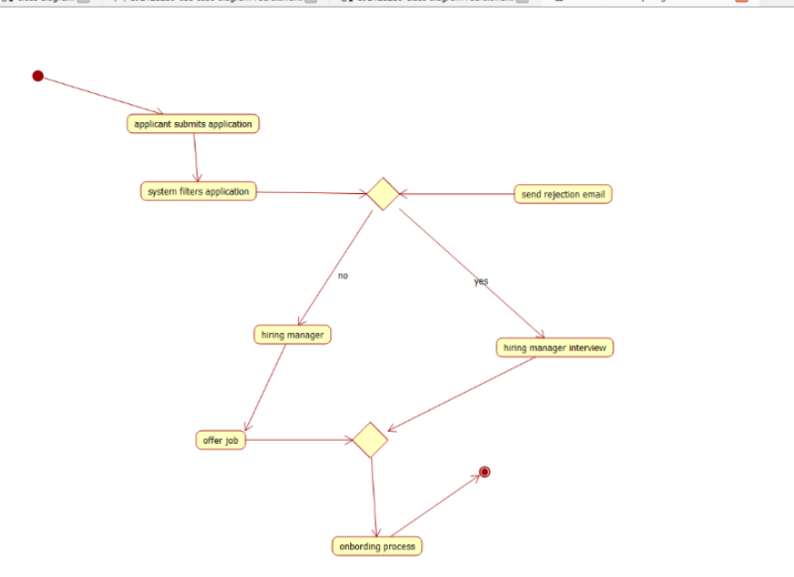 applicant submits application
system filters application
send rejection email
no
yes
hiring manager
hiring manager interview
offer job
onbording process